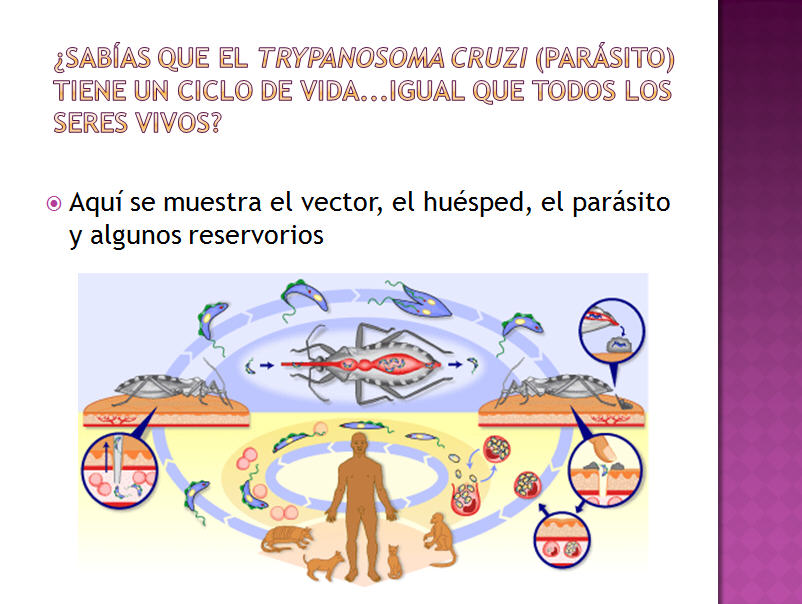 ¿SABÍAS QUE EL TRYPANOSOMA CRUZI (PARÁSITO)
TIENE UN CICLO DE VIDA...IGUAL QUE TODOS LOS
SERES VIVOS?
Aquí se muestra el vector, el huésped, el parásito
y algunos reservorios